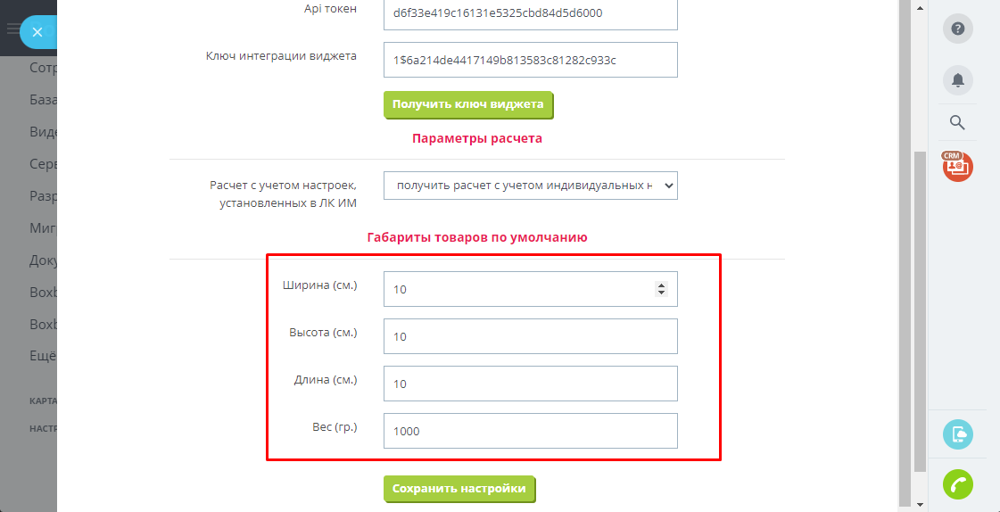 Api токен
d6f33e419c16131e5325cbd84d5d6000
Ключ интеграции виджета
1$6a214de4417149b813583c81282c933c
Получить ключ виджета
Параметры расчета
Расчет с учетом настроек,
установленных в ЛК ИМ
получить расчет с учетом индивидуальных н
Габариты товаров по умолчанию
Ширина (см.)
10
Высота (см.)
10
Длина (см.)
10
Вес (гр.)
1000
Сохранить настройки
Сотр
База
Виде
Серв
Разр
Миг
Доку
Boxb
Boxb
Ещё
КАРТА
НАСТР
CRM